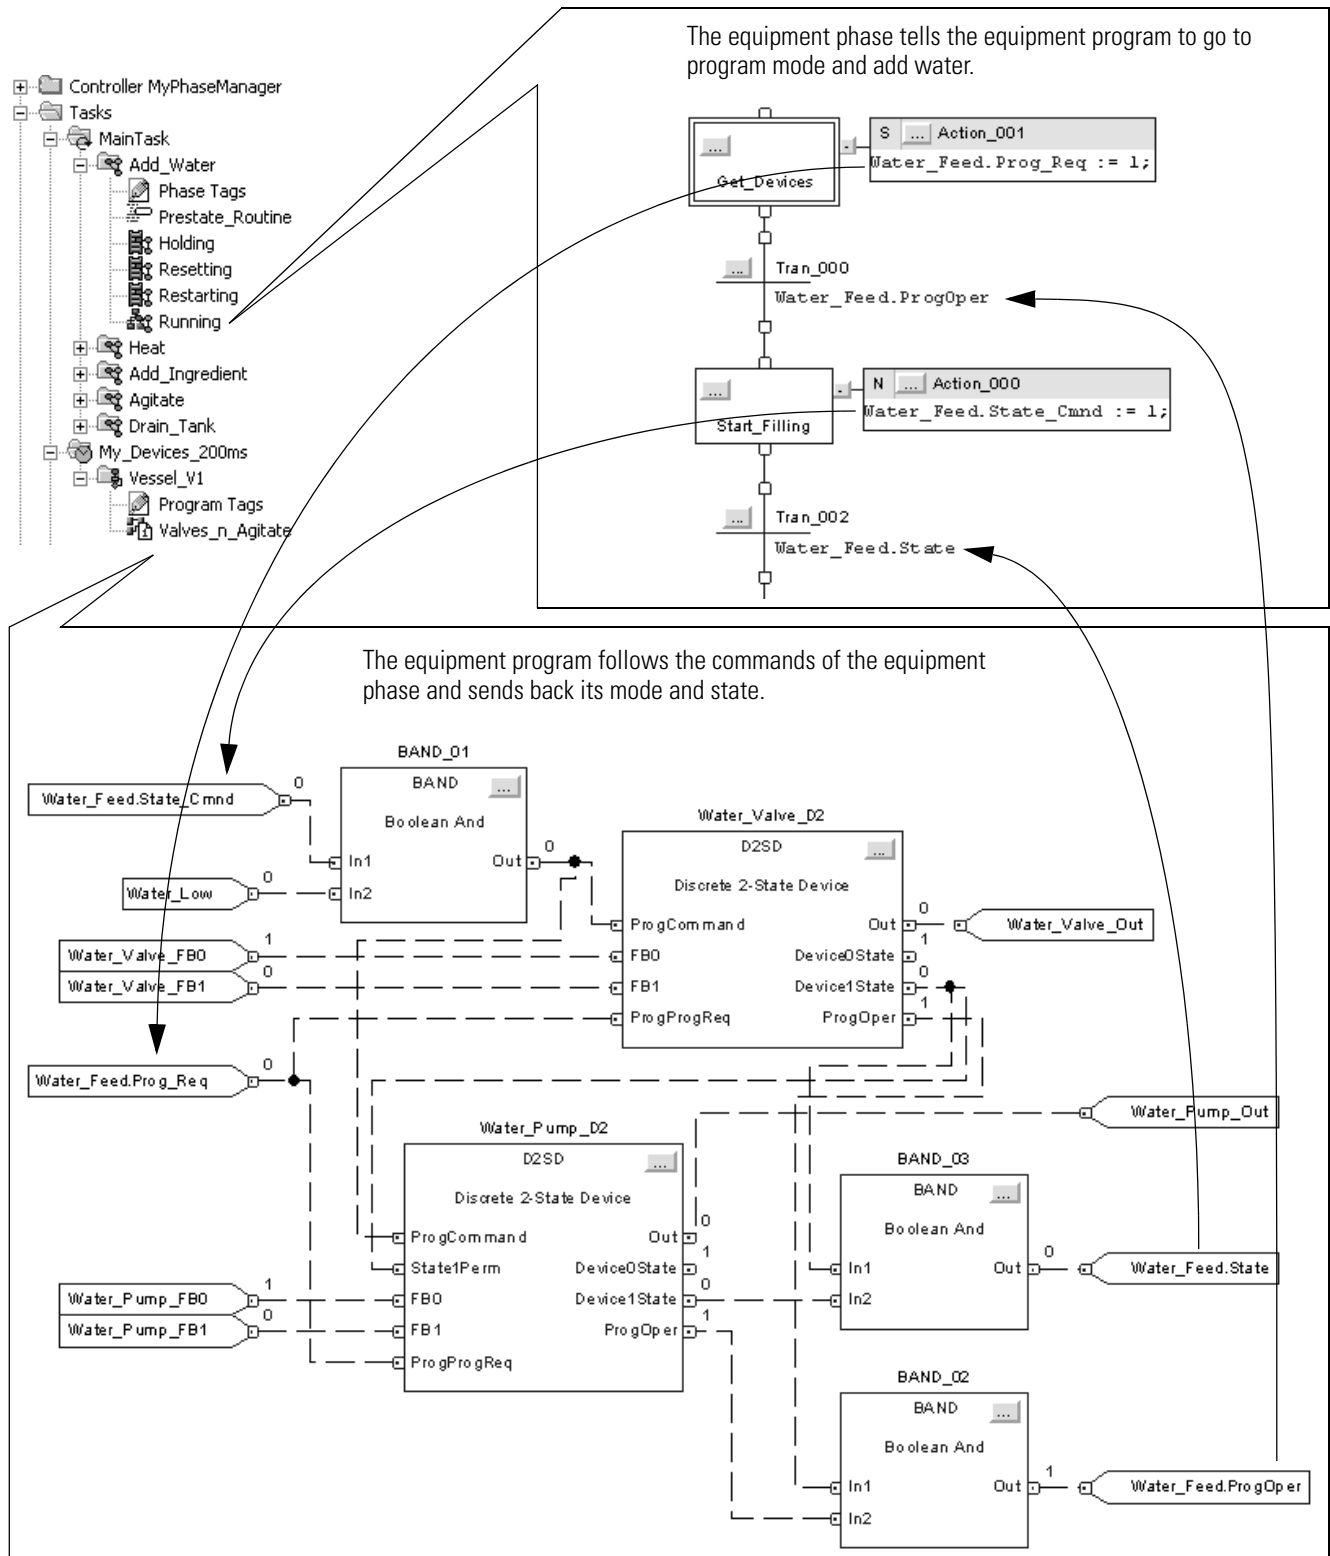 The equipment phase tells the equipment program to go to
program mode and add water.
Controller MyPhaseManager
Tasks
MainTask
Add_Water
Phase Tags
Prestate_Routine
Holding
Resetting
Restarting
Running
Heat
Add_Ingredient
Agitate
Drain_Tank
My_Devices_200ms
Vessel_V1
Program Tags
Valves_n_Agitate
...
Get_Devices
S ... Action_001
Water_Feed.Prog_Req := 1;
... Tran_000
Water_Feed.ProgOper
...
Start_Filling
N ... Action_000
Water_Feed.State_Cmnd := 1;
... Tran_002
Water_Feed.State
The equipment program follows the commands of the equipment
phase and sends back its mode and state.
BAND_01
BAND ...
Boolean And
In1 Out 0
In2
Water_Feed.State_Cmnd 0
Water_Low 0
Water_Valve_FB0 1
Water_Valve_FB1 0
Water_Feed.Prog_Req 0
Water_Valve_D2
D2SD ...
Discrete 2-State Device
ProgCommand Out 0
FB0 Device0State 1
FB1 Device1State 0
ProgProgReq ProgOper 1
Water_Valve_Out
Water_Pump_Out
Water_Pump_D2
D2SD ...
Discrete 2-State Device
ProgCommand Out 0
State1Perm Device0State 1
FB0 Device1State 0
FB1 ProgOper 1
ProgProgReq
Water_Pump_FB0 1
Water_Pump_FB1 0
BAND_03
BAND ...
Boolean And
In1 Out 0
In2
Water_Feed.State
BAND_02
BAND ...
Boolean And
In1 Out 1
In2
Water_Feed.ProgOper